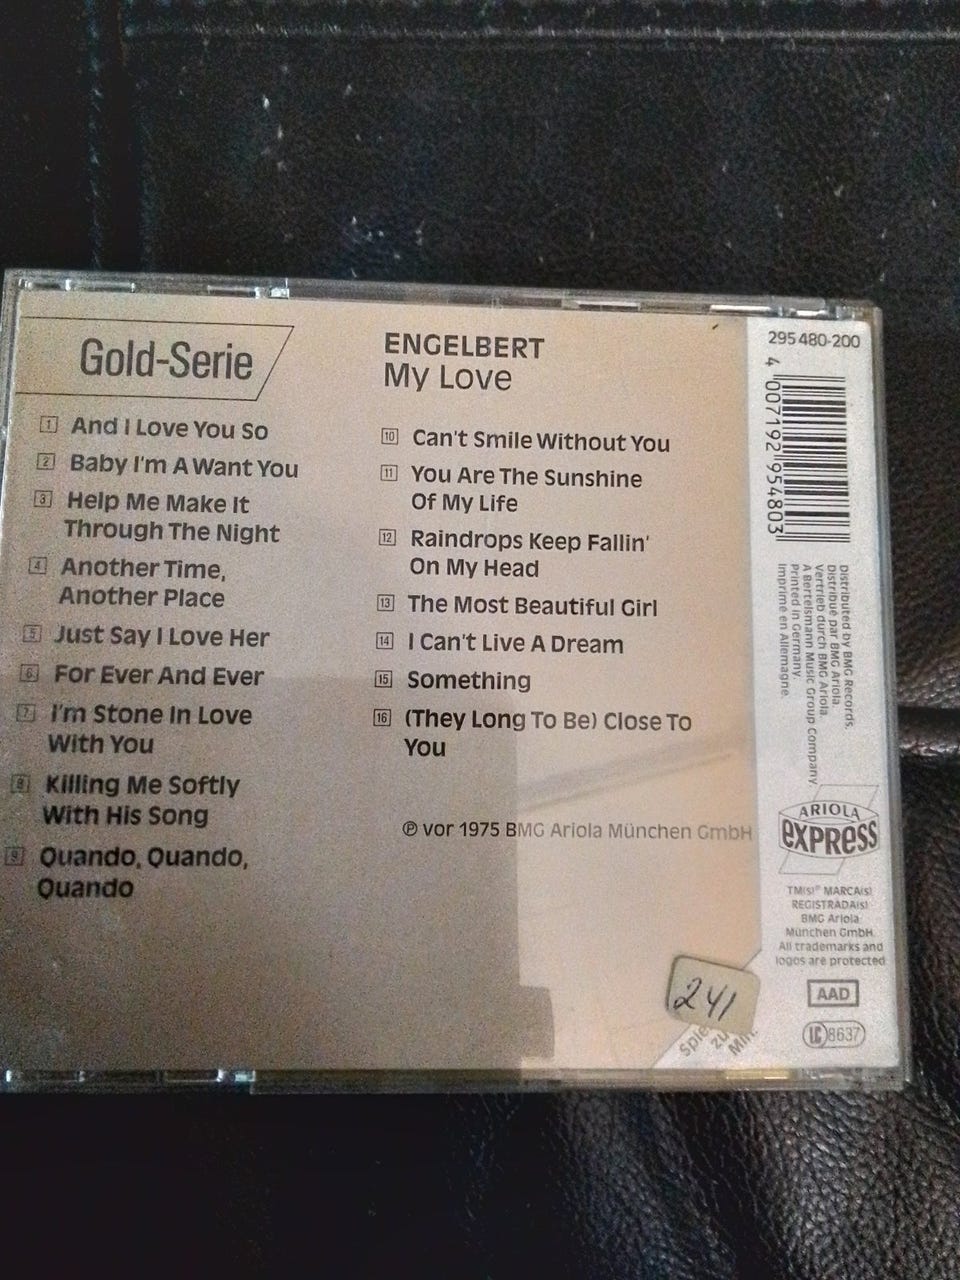 Gold-Serie
1 And I Love You So
2 Baby I'm A Want You
3 Help Me Make It
Through The Night
4 Another Time,
Another Place
5 Just Say I Love Her
6 For Ever And Ever
7 I'm Stone In Love
With You
8 Killing Me Softly
With His Song
9 Quando, Quando,
Quando
ENGELBERT
My Love
10 Can't Smile Without You
11 You Are The Sunshine
Of My Life
12 Raindrops Keep Fallin'
On My Head
13 The Most Beautiful Girl
14 I Can't Live A Dream
15 Something
16 (They Long To Be) Close To
You
℗ vor 1975 BMG Ariola München GmbH
241
zu
Min.
295 480-200
4 007192 954803
Distributed by BMG Records.
Distribué par BMG Ariola.
Vertrieb durch BMG Ariola.
A Bertelsmann Music Group Company
Printed in Germany.
Imprimé en Allemagne.
ARIOLA
EXPRESS
TM(S)® MARCA(S)
REGISTRADA(S)
BMG Ariola
München GmbH.
All trademarks and
logos are protected
AAD
LC 8637